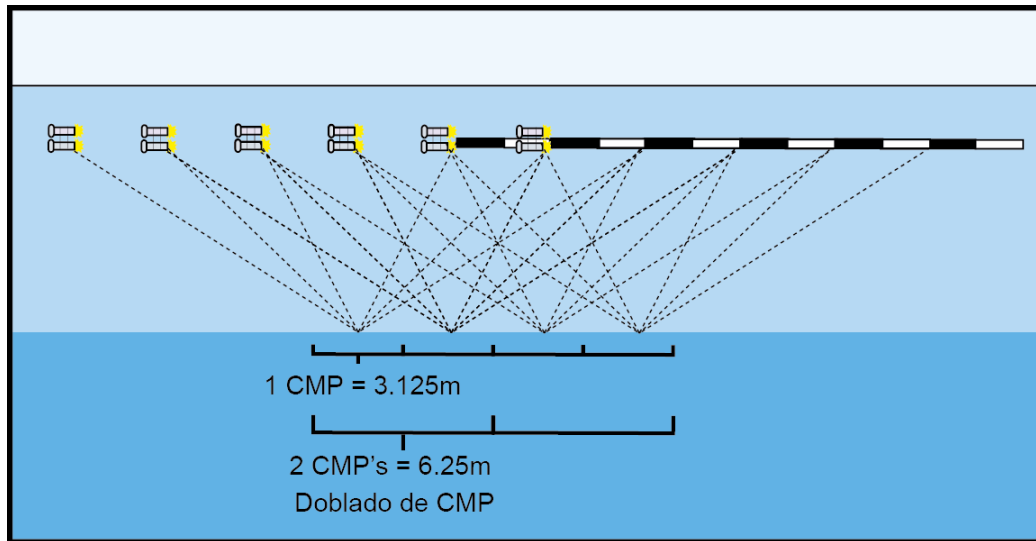 1 CMP = 3.125m
2 CMP's = 6.25m
Doblado de CMP